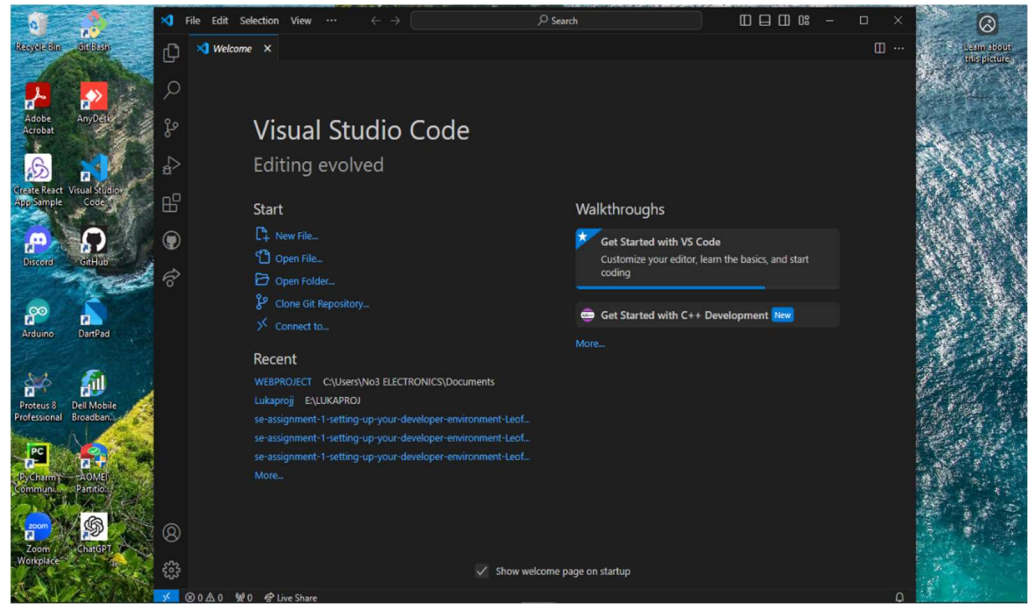 Recycle Bin
Git Bash
Adobe
Acrobat
AnyDesk
Create React
App Sample
Visual Studio
Code
Discord
GitHub
Arduino
DartPad
Proteus 8
Professional
Dell Mobile
Broadban...
PC
PyCharm
Communi...
AOMEI
Partitio...
zoom
Zoom
Workplace
ChatGPT
File Edit Selection View ···
Search
Welcome
Visual Studio Code
Editing evolved
Start
New File...
Open File...
Open Folder...
Clone Git Repository...
Connect to...
Recent
WEBPROJECT C:\Users\No3 ELECTRONICS\Documents
Lukaprojj E:\LUKAPROJ
se-assignment-1-setting-up-your-developer-environment-Leof...
se-assignment-1-setting-up-your-developer-environment-Leof...
se-assignment-1-setting-up-your-developer-environment-Leof...
More...
Walkthroughs
Get Started with VS Code
Customize your editor, learn the basics, and start
coding
Get Started with C++ Development New
More...
Show welcome page on startup
0 0 0 Live Share
Learn about
this picture